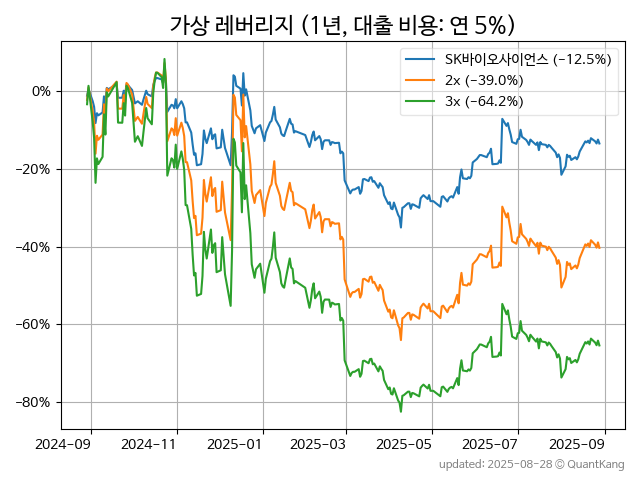 가상 레버리지 (1년, 대출 비용: 연 5%)
SK바이오사이언스 (−12.5%)
2x (−39.0%)
3x (−64.2%)
0%
−20%
−40%
−60%
−80%
2024−09 2024−11 2025−01 2025−03 2025−05 2025−07 2025−09
updated: 2025-08-28 © QuantKang